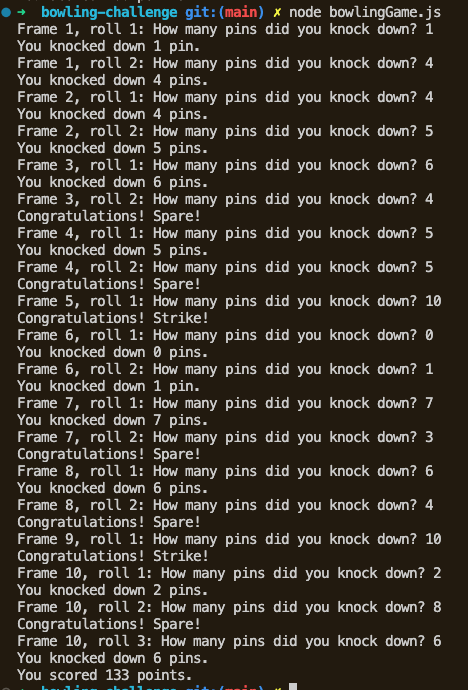 ➜ bowling-challenge git:(main) ✗ node bowlingGame.js
Frame 1, roll 1: How many pins did you knock down? 1
You knocked down 1 pin.
Frame 1, roll 2: How many pins did you knock down? 4
You knocked down 4 pins.
Frame 2, roll 1: How many pins did you knock down? 4
You knocked down 4 pins.
Frame 2, roll 2: How many pins did you knock down? 5
You knocked down 5 pins.
Frame 3, roll 1: How many pins did you knock down? 6
You knocked down 6 pins.
Frame 3, roll 2: How many pins did you knock down? 4
Congratulations! Spare!
Frame 4, roll 1: How many pins did you knock down? 5
You knocked down 5 pins.
Frame 4, roll 2: How many pins did you knock down? 5
Congratulations! Spare!
Frame 5, roll 1: How many pins did you knock down? 10
Congratulations! Strike!
Frame 6, roll 1: How many pins did you knock down? 0
You knocked down 0 pins.
Frame 6, roll 2: How many pins did you knock down? 1
You knocked down 1 pin.
Frame 7, roll 1: How many pins did you knock down? 7
You knocked down 7 pins.
Frame 7, roll 2: How many pins did you knock down? 3
Congratulations! Spare!
Frame 8, roll 1: How many pins did you knock down? 6
You knocked down 6 pins.
Frame 8, roll 2: How many pins did you knock down? 4
Congratulations! Spare!
Frame 9, roll 1: How many pins did you knock down? 10
Congratulations! Strike!
Frame 10, roll 1: How many pins did you knock down? 2
You knocked down 2 pins.
Frame 10, roll 2: How many pins did you knock down? 8
Congratulations! Spare!
Frame 10, roll 3: How many pins did you knock down? 6
You knocked down 6 pins.
You scored 133 points.
➜ bowling-challenge git:(main) ✗